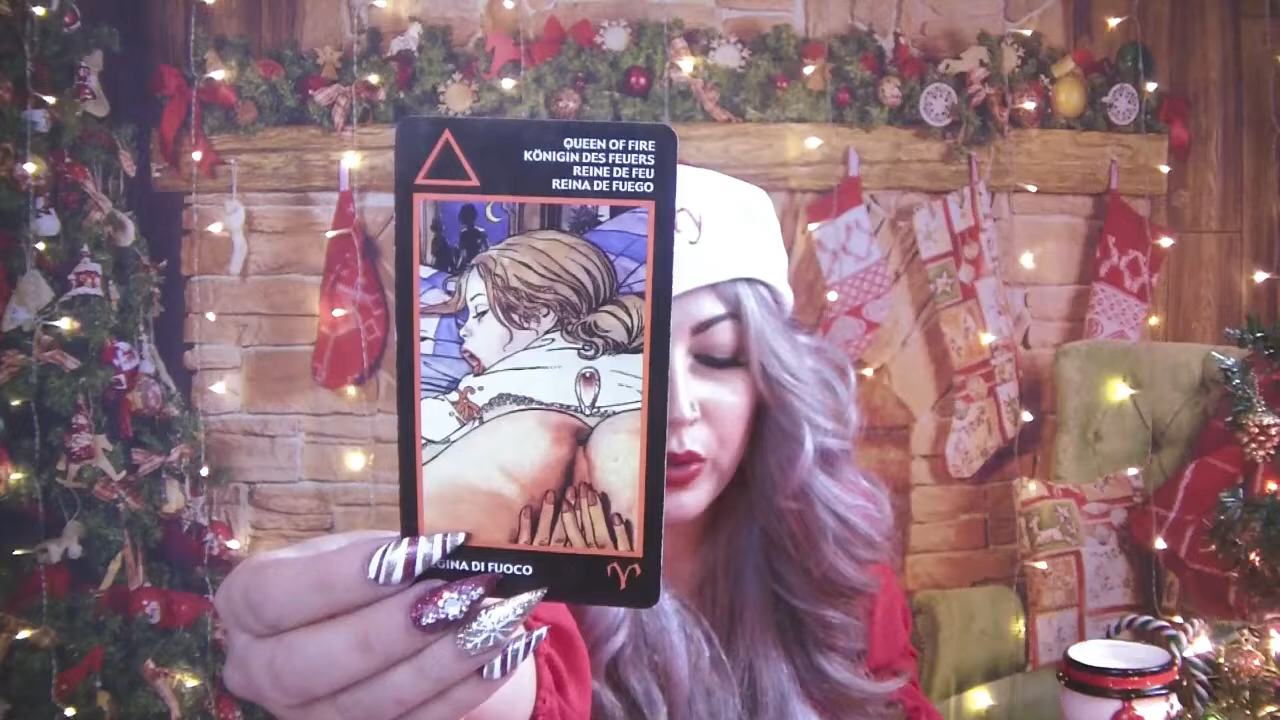 QUEEN OF FIRE
KÖNIGIN DES FEUERS
REINE DE FEU
REINA DE FUEGO
DI FUOCO